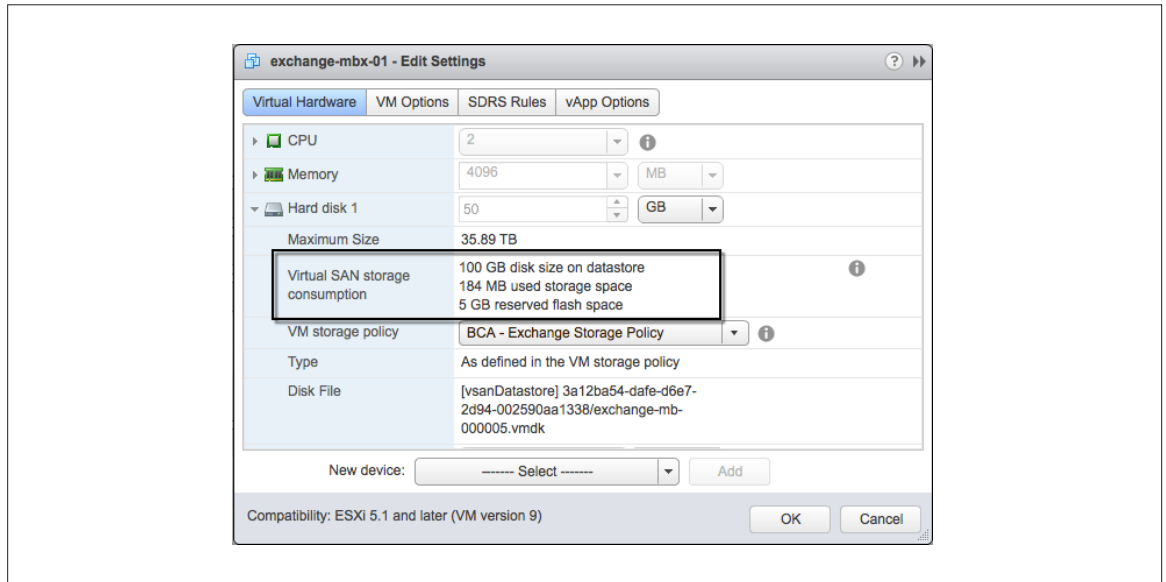 exchange-mbx-01 - Edit Settings
?
Virtual Hardware VM Options SDRS Rules vApp Options
CPU 2
Memory 4096 MB
Hard disk 1 50 GB
Maximum Size 35.89 TB
Virtual SAN storage
consumption
100 GB disk size on datastore
184 MB used storage space
5 GB reserved flash space
VM storage policy BCA - Exchange Storage Policy
Type As defined in the VM storage policy
Disk File [vsanDatastore] 3a12ba54-dafe-d6e7-
2d94-002590aa1338/exchange-mb-
000005.vmdk
New device: ------- Select ------- Add
Compatibility: ESXi 5.1 and later (VM version 9) OK Cancel